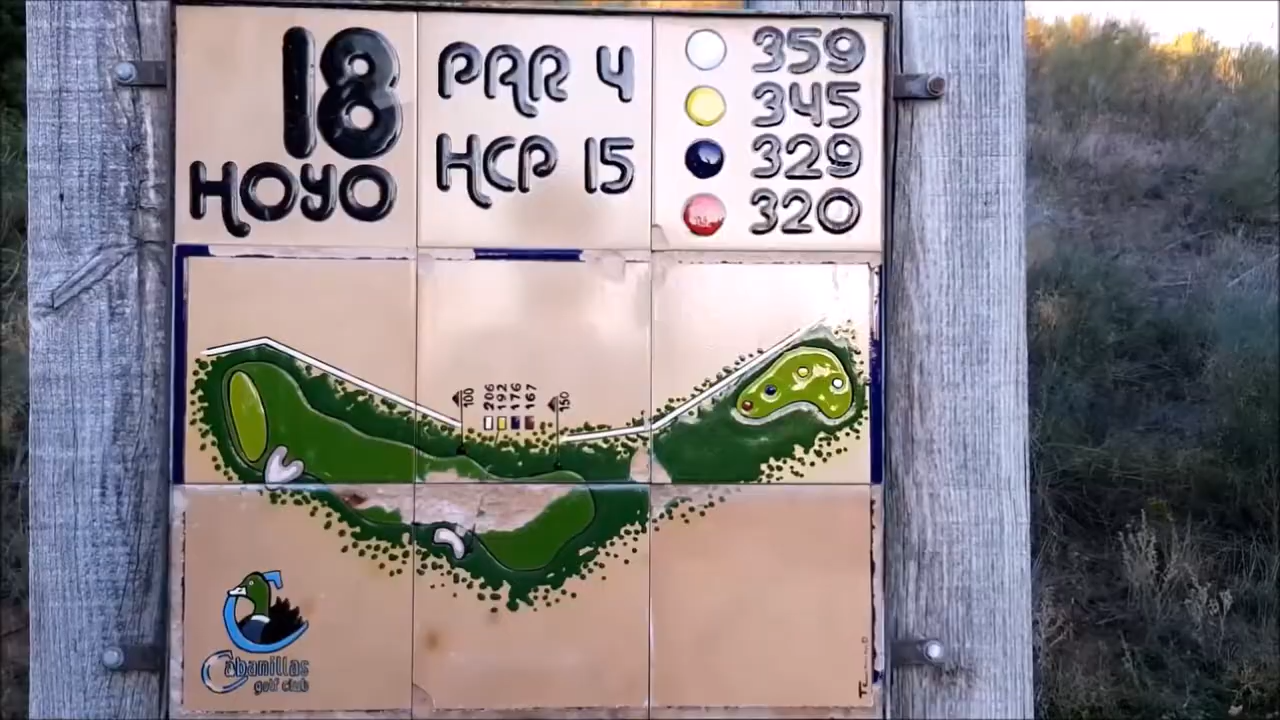 18
HOYO
PAR 4
HCP 15
359
345
329
320
100
206
192
176
167
150
Cabanillas
golf club